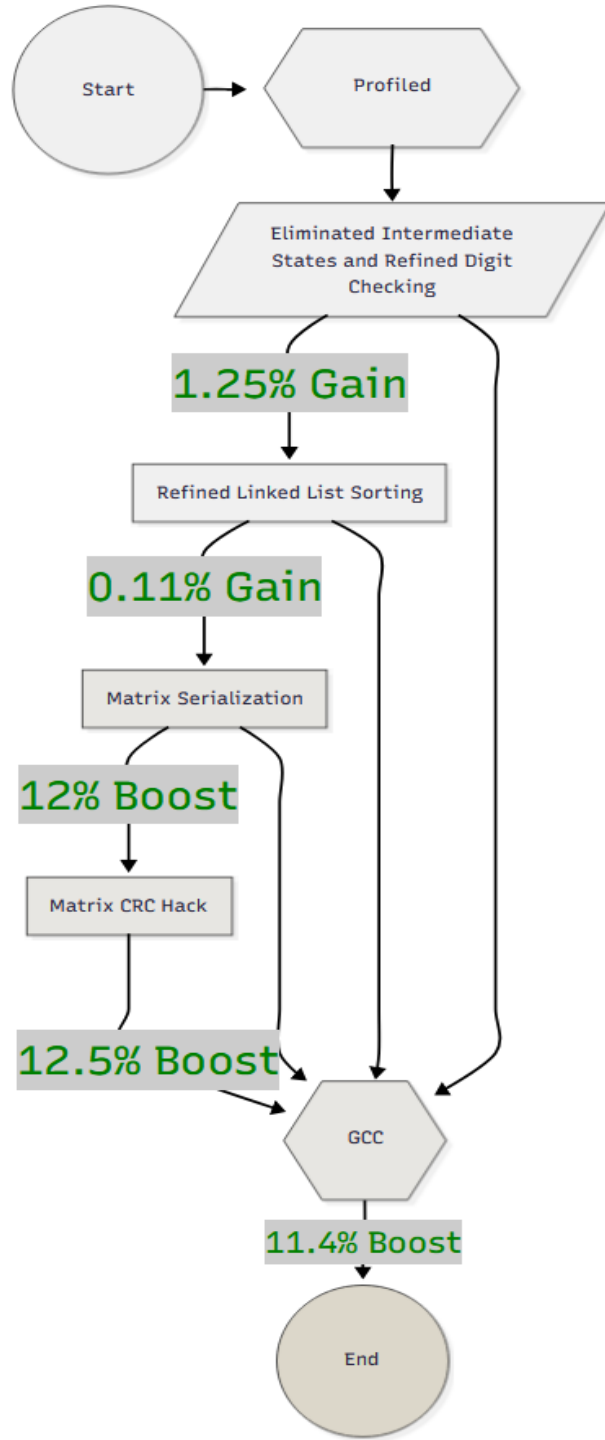 Start
Profiled
Eliminated Intermediate
States and Refined Digit
Checking
1.25% Gain
Refined Linked List Sorting
0.11% Gain
Matrix Serialization
12% Boost
Matrix CRC Hack
12.5% Boost
GCC
11.4% Boost
End